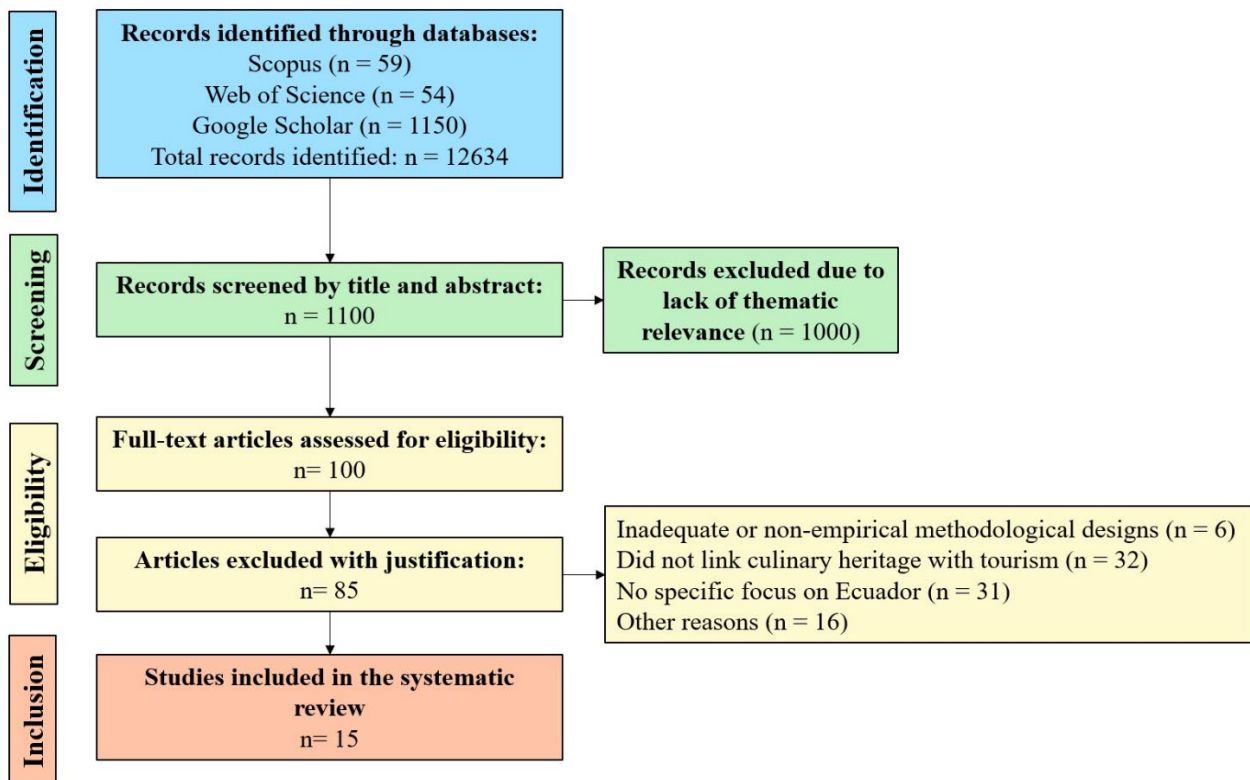 Identification
Records identified through databases:
Scopus (n = 59)
Web of Science (n = 54)
Google Scholar (n = 1150)
Total records identified: n = 12634
Screening
Records screened by title and abstract:
n = 1100
Records excluded due to
lack of thematic
relevance (n = 1000)
Eligibility
Full-text articles assessed for eligibility:
n= 100
Articles excluded with justification:
n= 85
Inadequate or non-empirical methodological designs (n = 6)
Did not link culinary heritage with tourism (n = 32)
No specific focus on Ecuador (n = 31)
Other reasons (n = 16)
Inclusion
Studies included in the systematic
review
n= 15